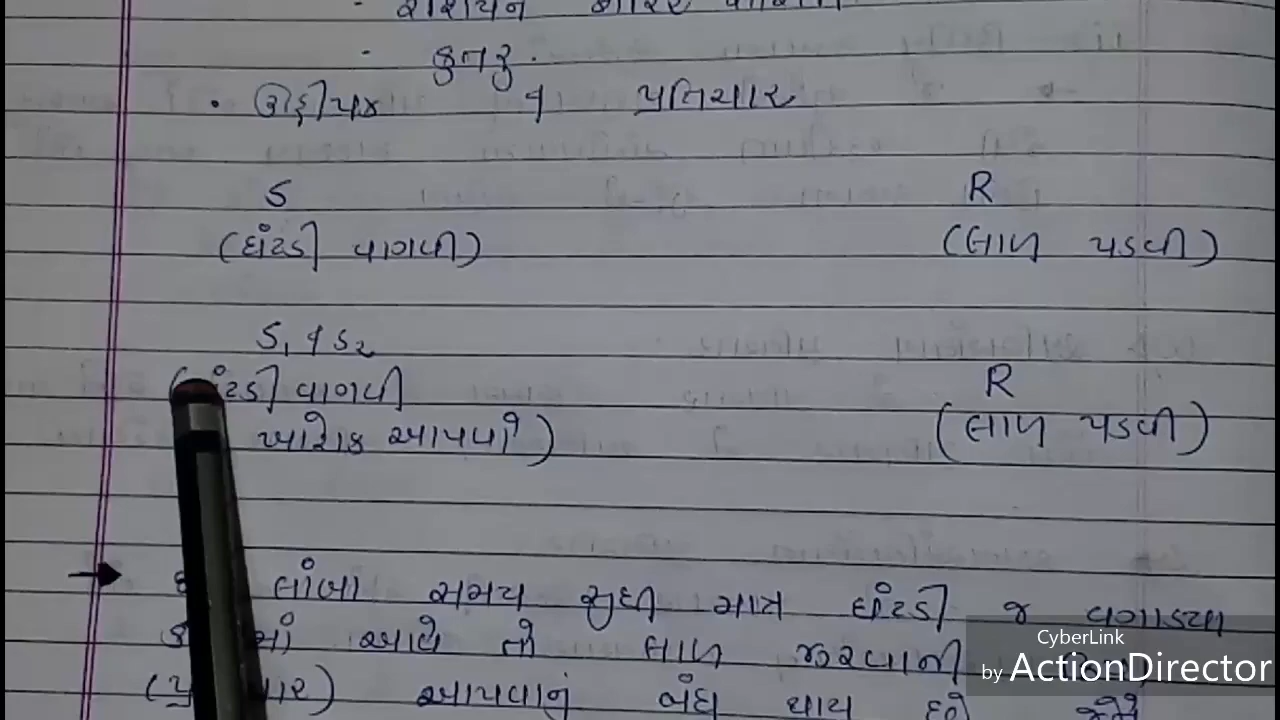 કુતરુ.
• ઉદ્દીપક ને પ્રતિચાર
S R
(ઘંટડી વાગવી) (લાળ પડવી)
S₁ ને S₂
ઘંટડી વાગવી R
ખોરાક આપવો) (લાળ પડવી)
લાંબા સમય સુધી માત્ર ઘંટડી જ વગાડવા
આવે તો લાળ ઝરવાની
આપવાનું બંધ થાય છે
CyberLink
by ActionDirector